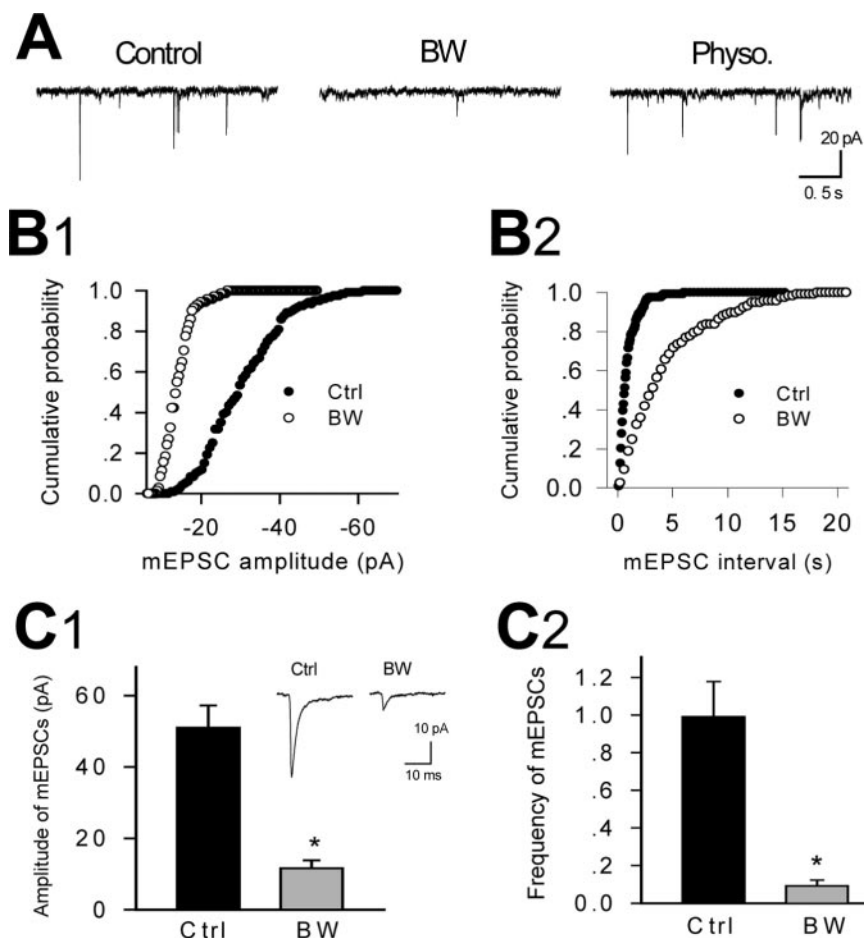 A
Control BW Physo.
20 pA
0. 5 s
B1
Cumulative probability
1.0
.8
.6
.4
.2
0.0
Ctrl
BW
-20 -40 -60
mEPSC amplitude (pA)
B2
Cumulative probability
1.0
.8
.6
.4
.2
0.0
Ctrl
BW
0 5 10 15 20
mEPSC interval (s)
C1
Amplitude of mEPSCs (pA)
60
40
20
0
Ctrl BW
10 pA
10 ms
*
Ctrl BW
C2
Frequency of mEPSCs
1.2
1.0
.8
.6
.4
.2
0.0
*
Ctrl BW